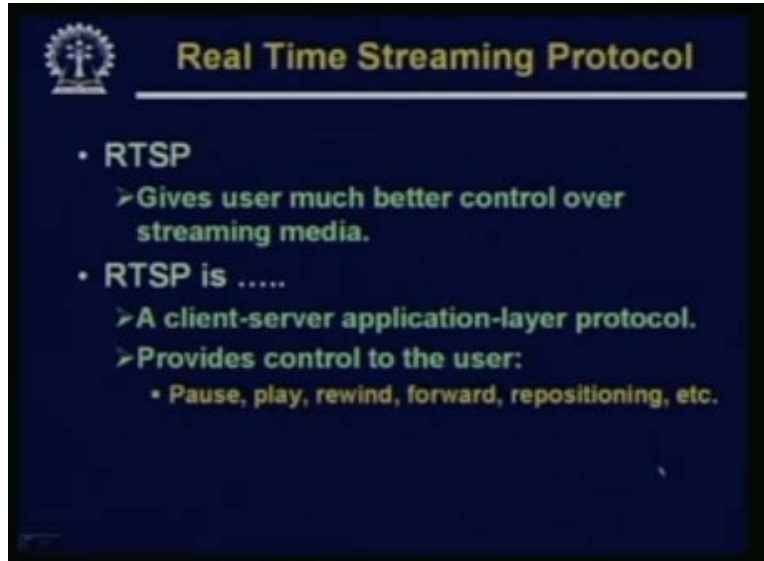 Real Time Streaming Protocol
• RTSP
➢Gives user much better control over
streaming media.
• RTSP is .....
➢A client-server application-layer protocol.
➢Provides control to the user:
▪ Pause, play, rewind, forward, repositioning, etc.